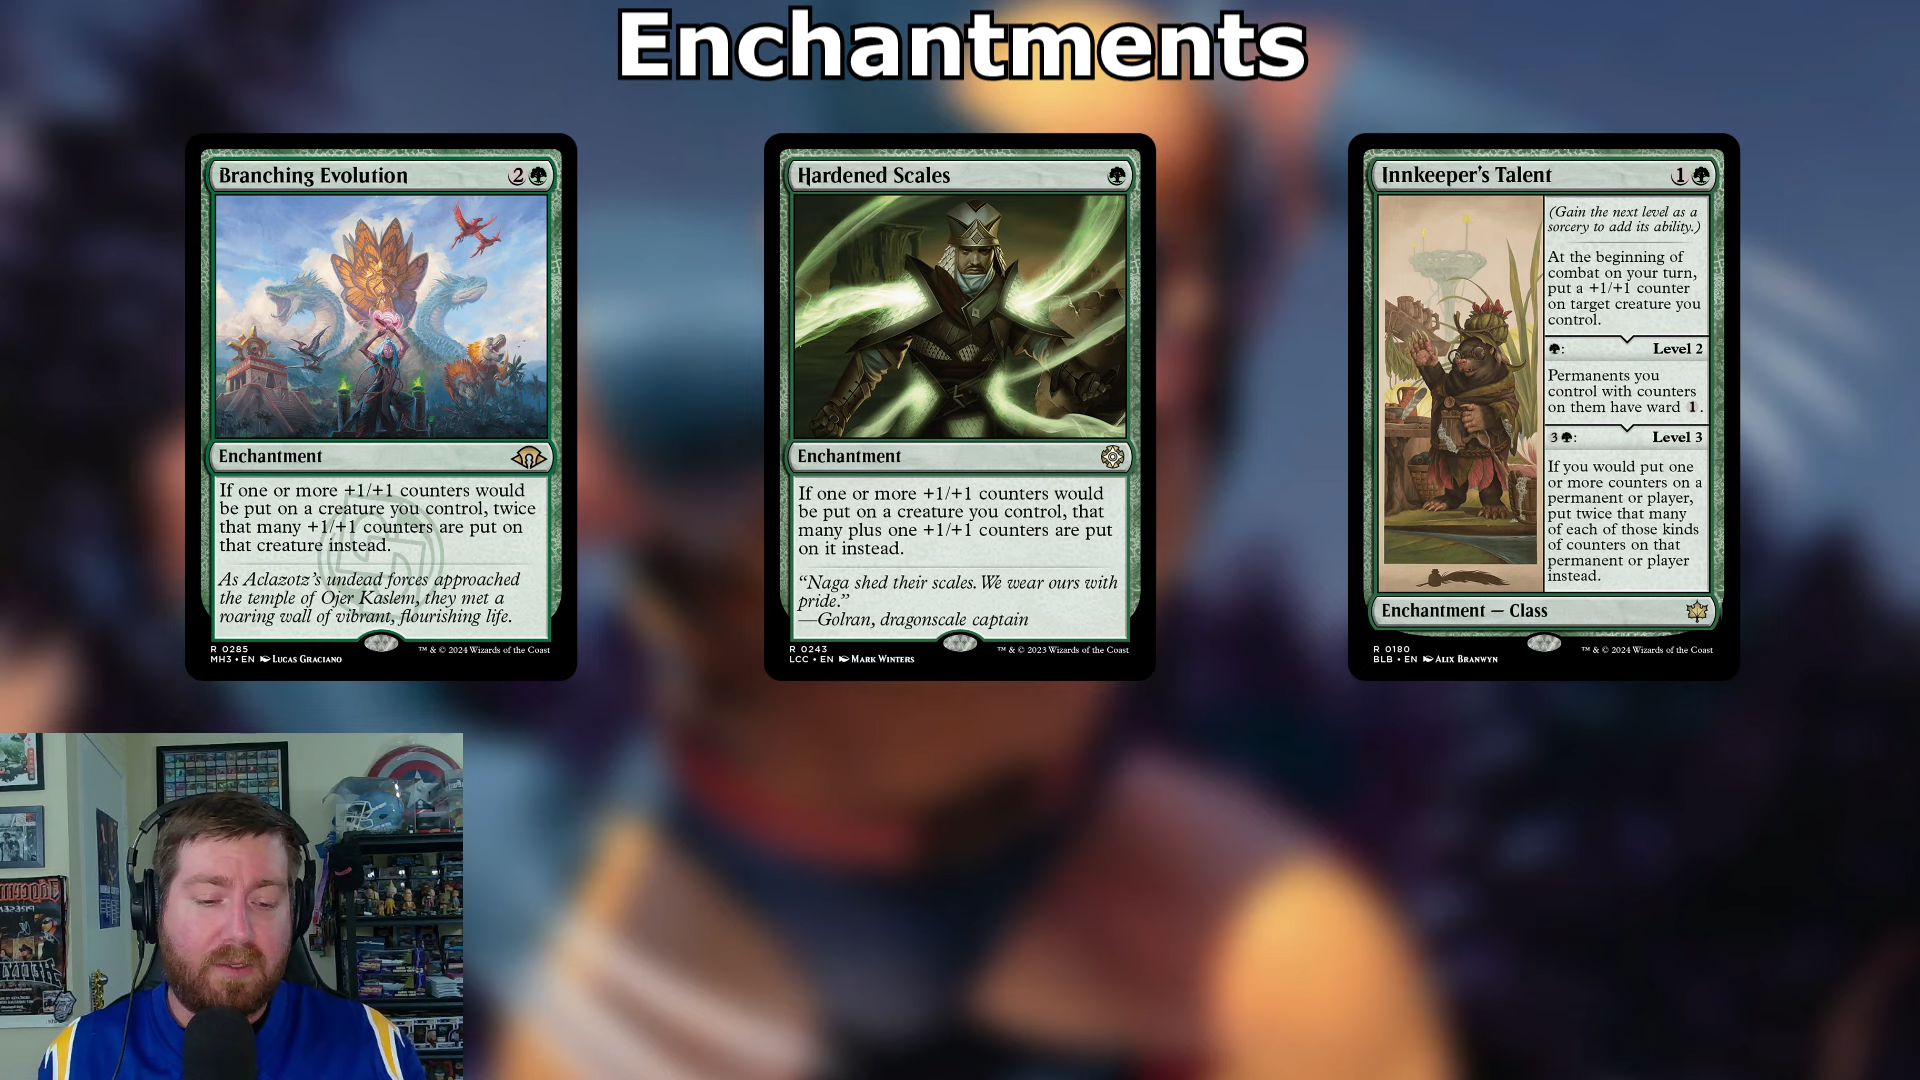 Enchantments
Branching Evolution 2
Enchantment
If one or more +1/+1 counters would
be put on a creature you control, twice
that many +1/+1 counters are put on
that creature instead.
As Aclazotz's undead forces approached
the temple of Ojer Kaslem, they met a
roaring wall of vibrant, flourishing life.
R 0285
MH3 • EN Lucas Graciano
™ & © 2024 Wizards of the Coast
Hardened Scales
Enchantment
If one or more +1/+1 counters would
be put on a creature you control, that
many plus one +1/+1 counters are put
on it instead.
“Naga shed their scales. We wear ours with
pride.”
—Golran, dragonscale captain
R 0243
LCC • EN Mark Winters
™ & © 2023 Wizards of the Coast
Innkeeper's Talent 1
(Gain the next level as a
sorcery to add its ability.)
At the beginning of
combat on your turn,
put a +1/+1 counter
on target creature you
control.
: Level 2
Permanents you
control with counters
on them have ward 1.
3 : Level 3
If you would put one
or more counters on a
permanent or player,
put twice that many
of each of those kinds
of counters on that
permanent or player
instead.
Enchantment — Class
R 0180
BLB • EN Alix Branwyn
™ & © 2024 Wizards of the Coast